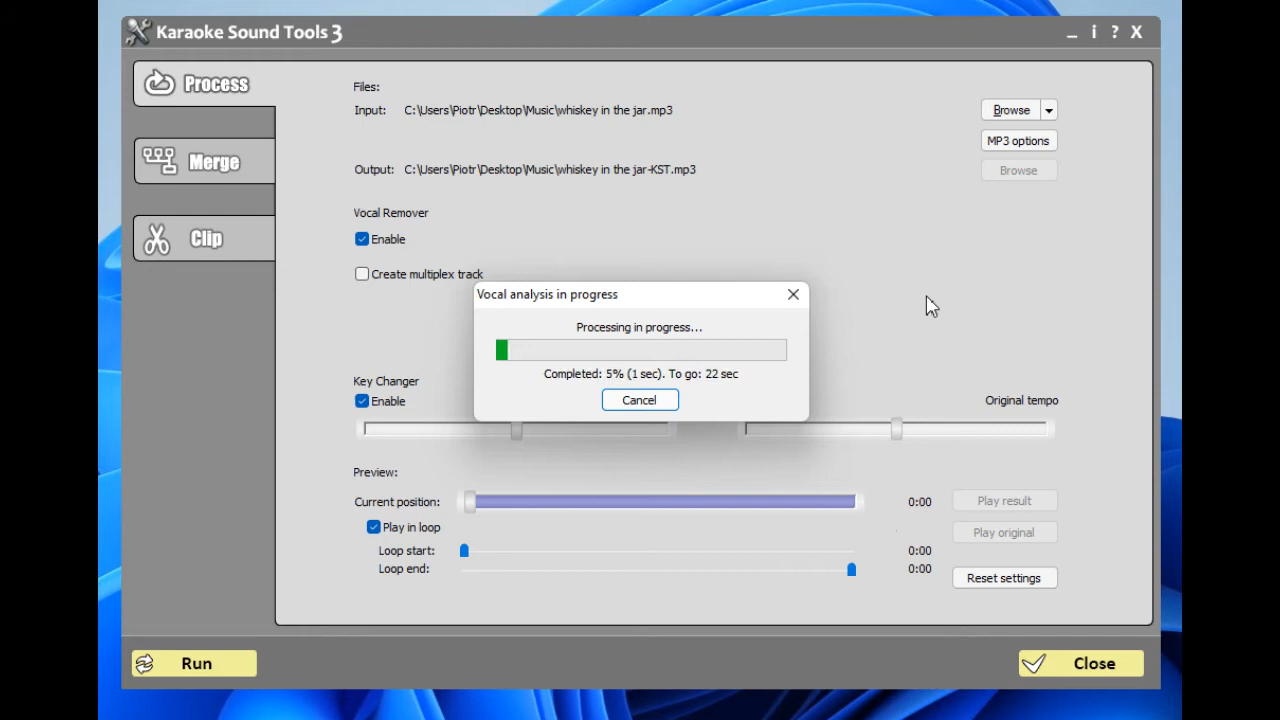 Karaoke Sound Tools 3
_ i ? X
Process
Merge
Clip
Files:
Input: C:\Users\Piotr\Desktop\Music\whiskey in the jar.mp3
Browse
MP3 options
Output: C:\Users\Piotr\Desktop\Music\whiskey in the jar-KST.mp3
Browse
Vocal Remover
Enable
Create multiplex track
Vocal analysis in progress
Processing in progress...
Completed: 5% (1 sec). To go: 22 sec
Cancel
Key Changer
Enable
Original tempo
Preview:
Current position: 0:00
Play result
Play in loop
Play original
Loop start: 0:00
Loop end: 0:00
Reset settings
Run
Close